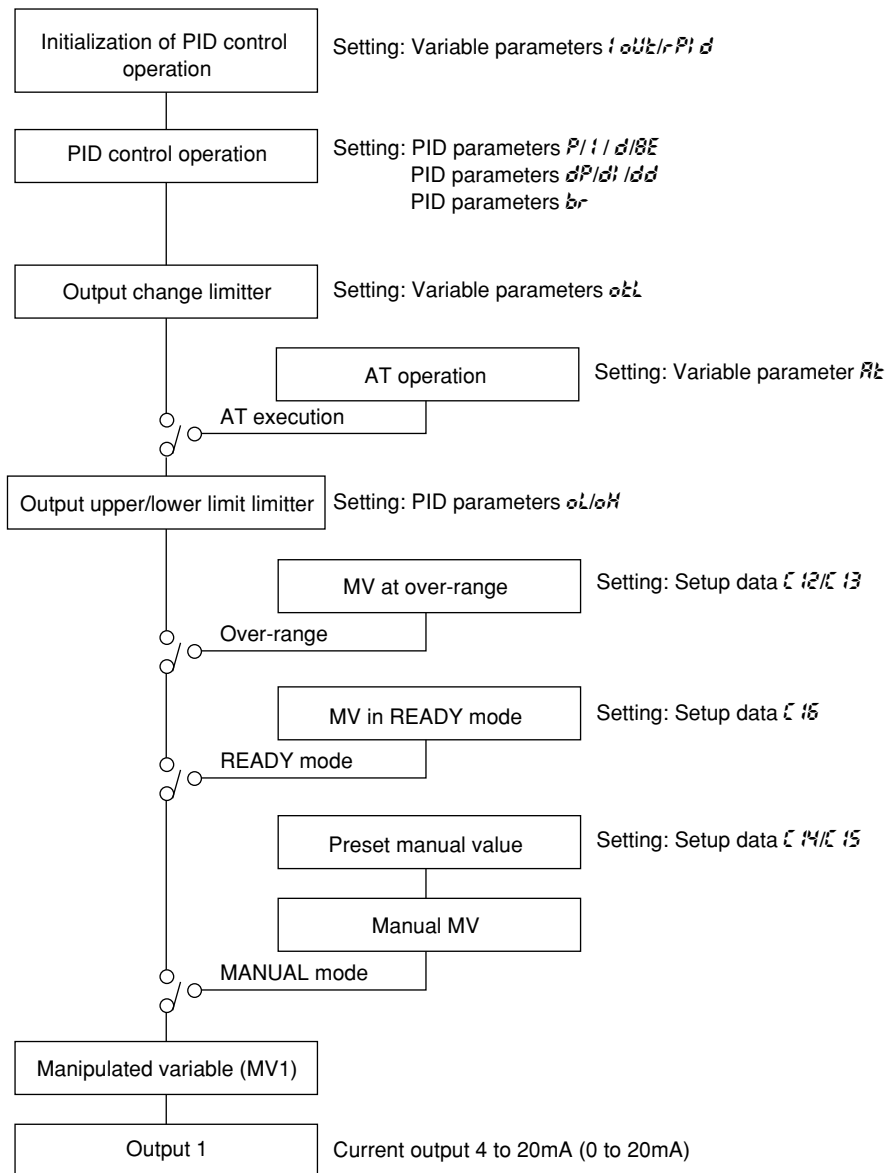 Initialization of PID control
operation
Setting: Variable parameters IoUt/rPId
PID control operation
Setting: PID parameters P/I/d/rE
PID parameters dP/dI/dd
PID parameters br
Output change limitter
Setting: Variable parameters otL
AT operation
Setting: Variable parameter At
AT execution
Output upper/lower limit limitter
Setting: PID parameters oL/oH
MV at over-range
Setting: Setup data C12/C13
Over-range
MV in READY mode
Setting: Setup data C16
READY mode
Preset manual value
Setting: Setup data C14/C15
Manual MV
MANUAL mode
Manipulated variable (MV1)
Output 1
Current output 4 to 20mA (0 to 20mA)